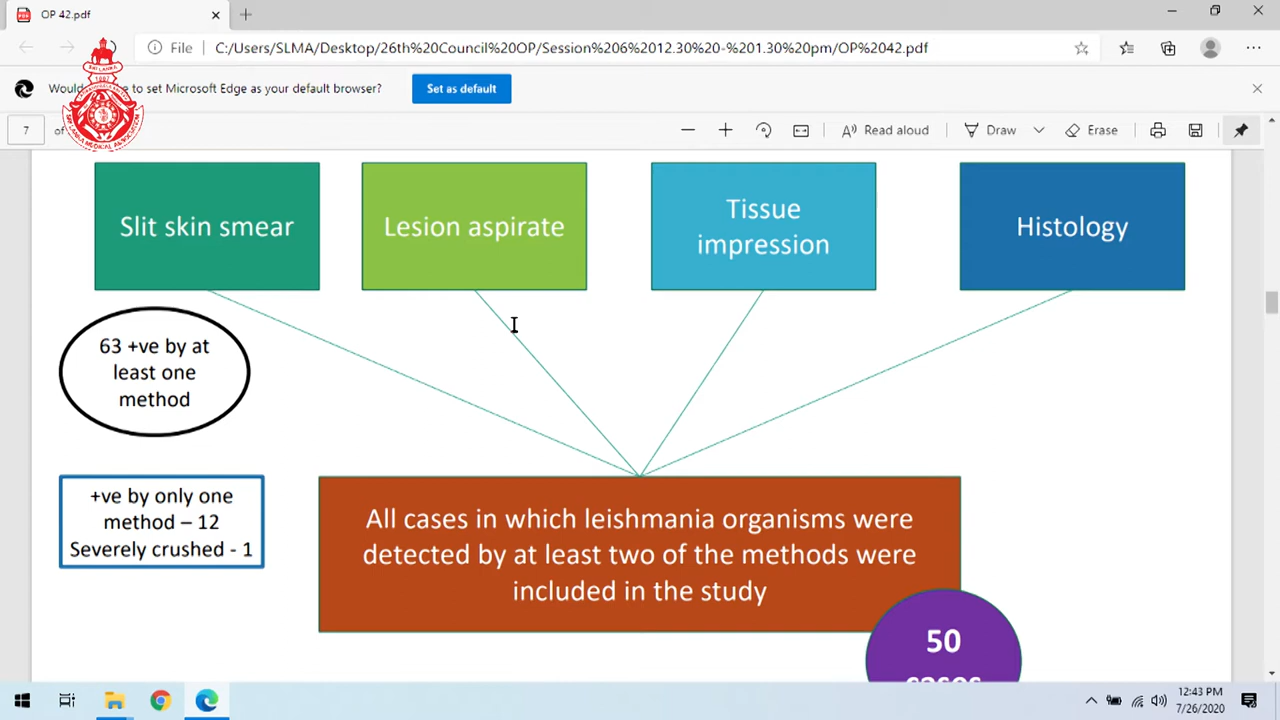 OP 42.pdf
File
C:/Users/SLMA/Desktop/26th%20Council%20OP/Session%206%2012.30%20-%201.30%20pm/OP%2042.pdf
to set Microsoft Edge as your default browser?
Set as default
7
Read aloud
Draw
Erase
Slit skin smear
Lesion aspirate
Tissue
impression
Histology
63 +ve by at
least one
method
+ve by only one
method – 12
Severely crushed - 1
All cases in which leishmania organisms were
detected by at least two of the methods were
included in the study
50
cases
12:43 PM
7/26/2020